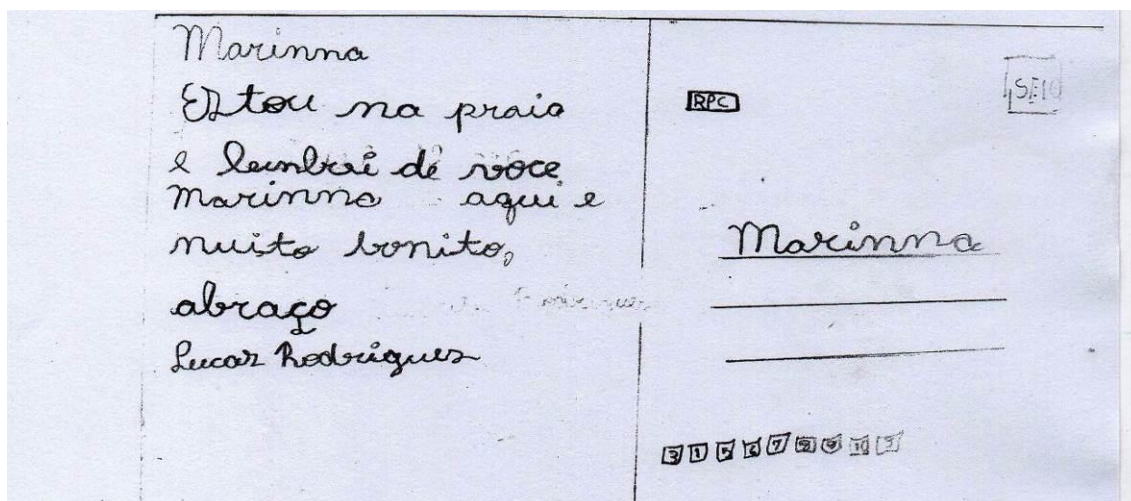 Marinna
Estou na praia
e lembrei de voce
Marinna aqui e
muito bonito,
abraço
Lucas Rodrigues
RPC
Marinna